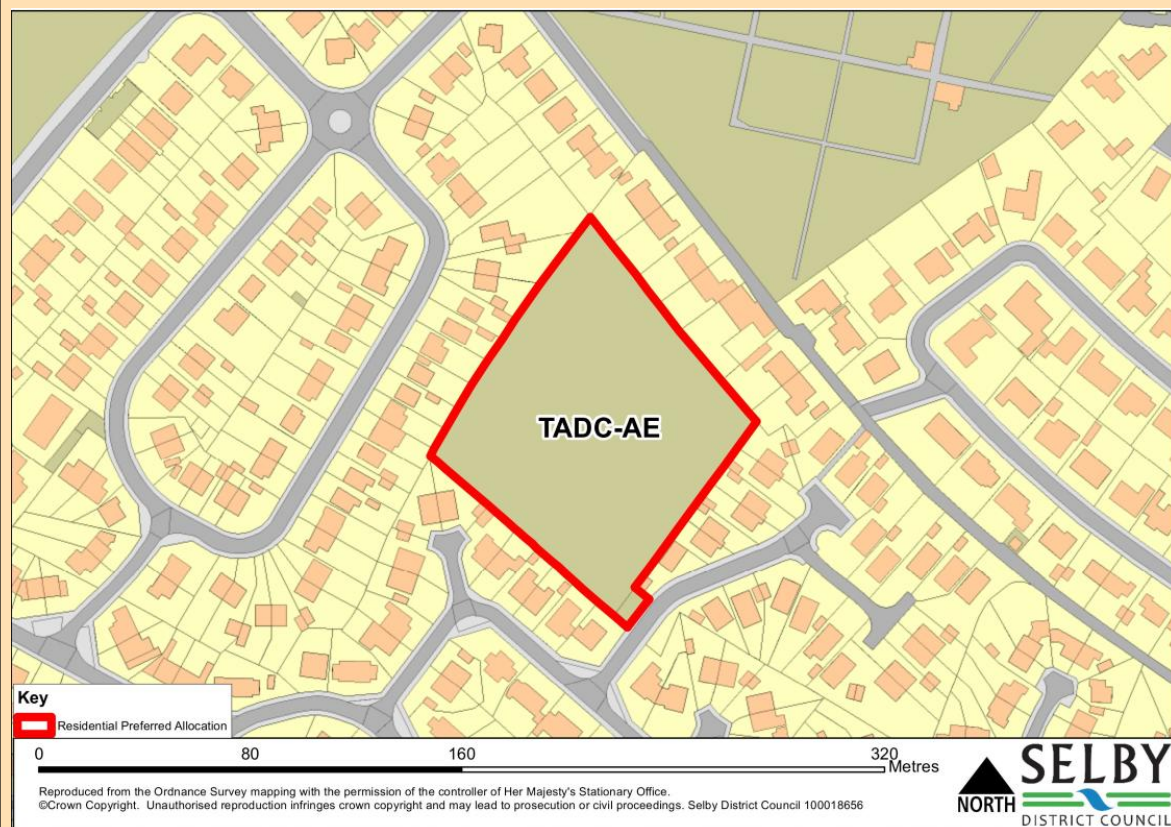 TADC-AE
Key
Residential Preferred Allocation
0 80 160 320
Metres
Reproduced from the Ordnance Survey mapping with the permission of the controller of Her Majesty's Stationary Office.
©Crown Copyright. Unauthorised reproduction infringes crown copyright and may lead to prosecution or civil proceedings. Selby District Council 100018656
NORTH
SELBY
DISTRICT COUNCIL